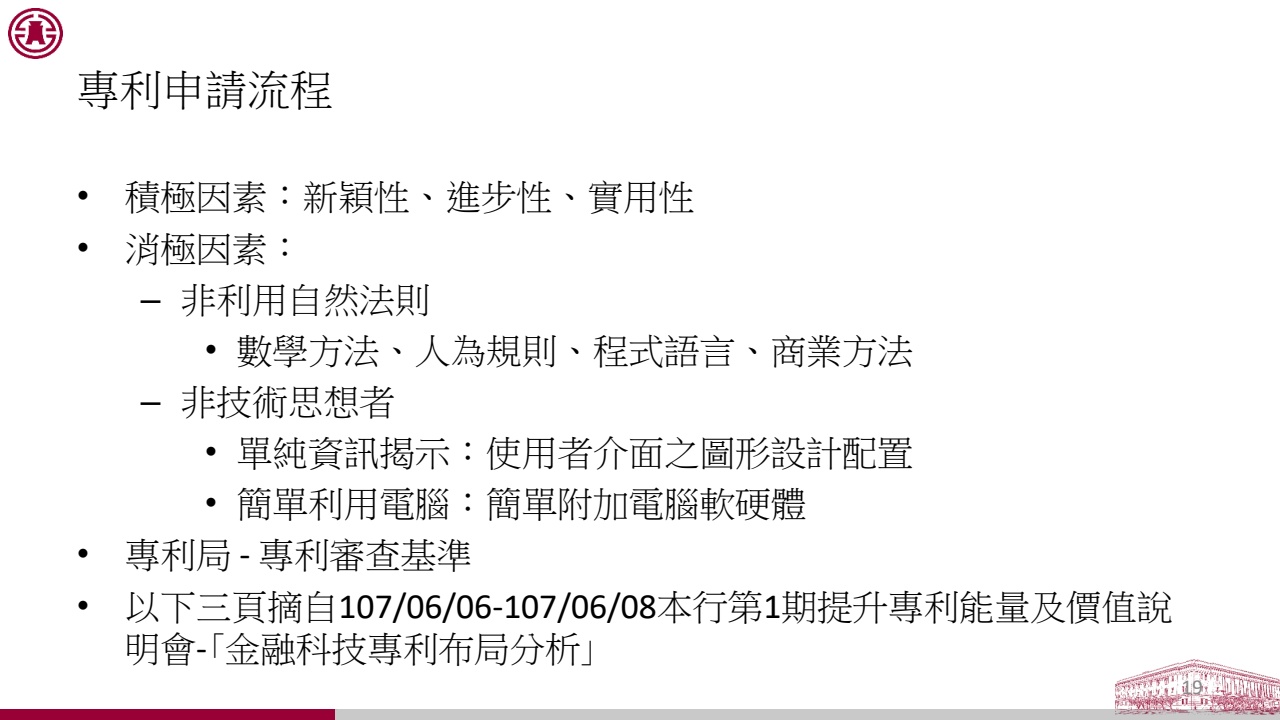 專利申請流程
• 積極因素：新穎性、進步性、實用性
• 消極因素：
– 非利用自然法則
• 數學方法、人為規則、程式語言、商業方法
– 非技術思想者
• 單純資訊揭示：使用者介面之圖形設計配置
• 簡單利用電腦：簡單附加電腦軟硬體
• 專利局 - 專利審查基準
• 以下三頁摘自107/06/06-107/06/08本行第1期提升專利能量及價值說
明會-「金融科技專利布局分析」
19